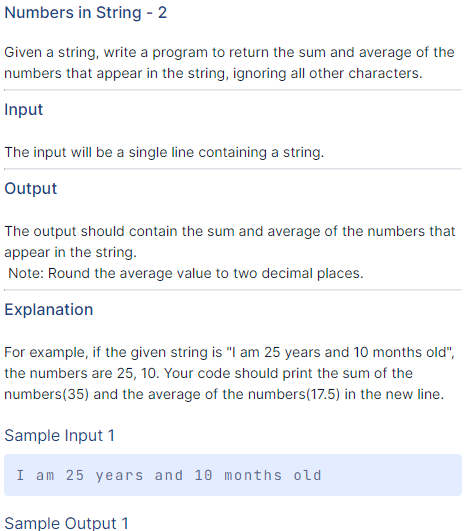 Numbers in String - 2
Given a string, write a program to return the sum and average of the
numbers that appear in the string, ignoring all other characters.
Input
The input will be a single line containing a string.
Output
The output should contain the sum and average of the numbers that
appear in the string.
Note: Round the average value to two decimal places.
Explanation
For example, if the given string is "I am 25 years and 10 months old",
the numbers are 25, 10. Your code should print the sum of the
numbers(35) and the average of the numbers(17.5) in the new line.
Sample Input 1
I am 25 years and 10 months old
Sample Output 1